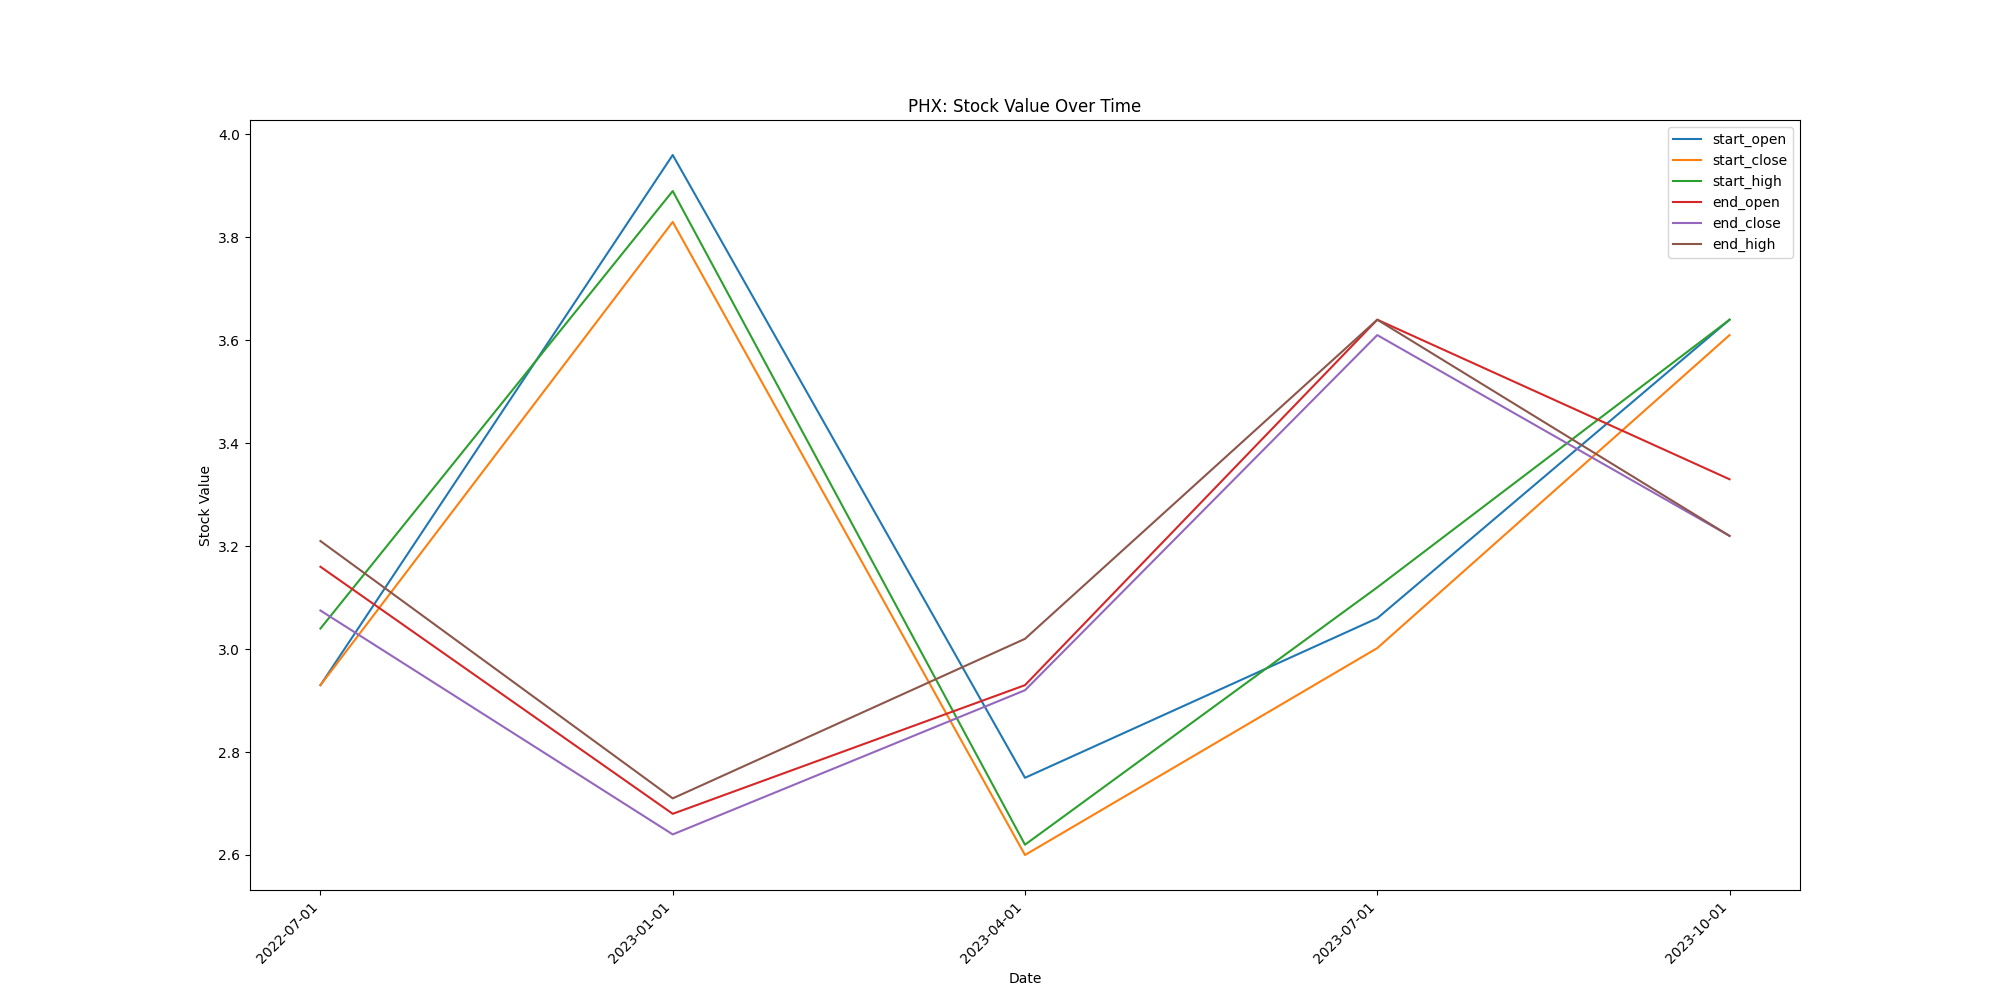 PHX: Stock Value Over Time
4.0
3.8
3.6
3.4
3.2
3.0
2.8
2.6
Stock Value
start_open
start_close
start_high
end_open
end_close
end_high
2022-07-01
2023-01-01
2023-04-01
2023-07-01
2023-10-01
Date